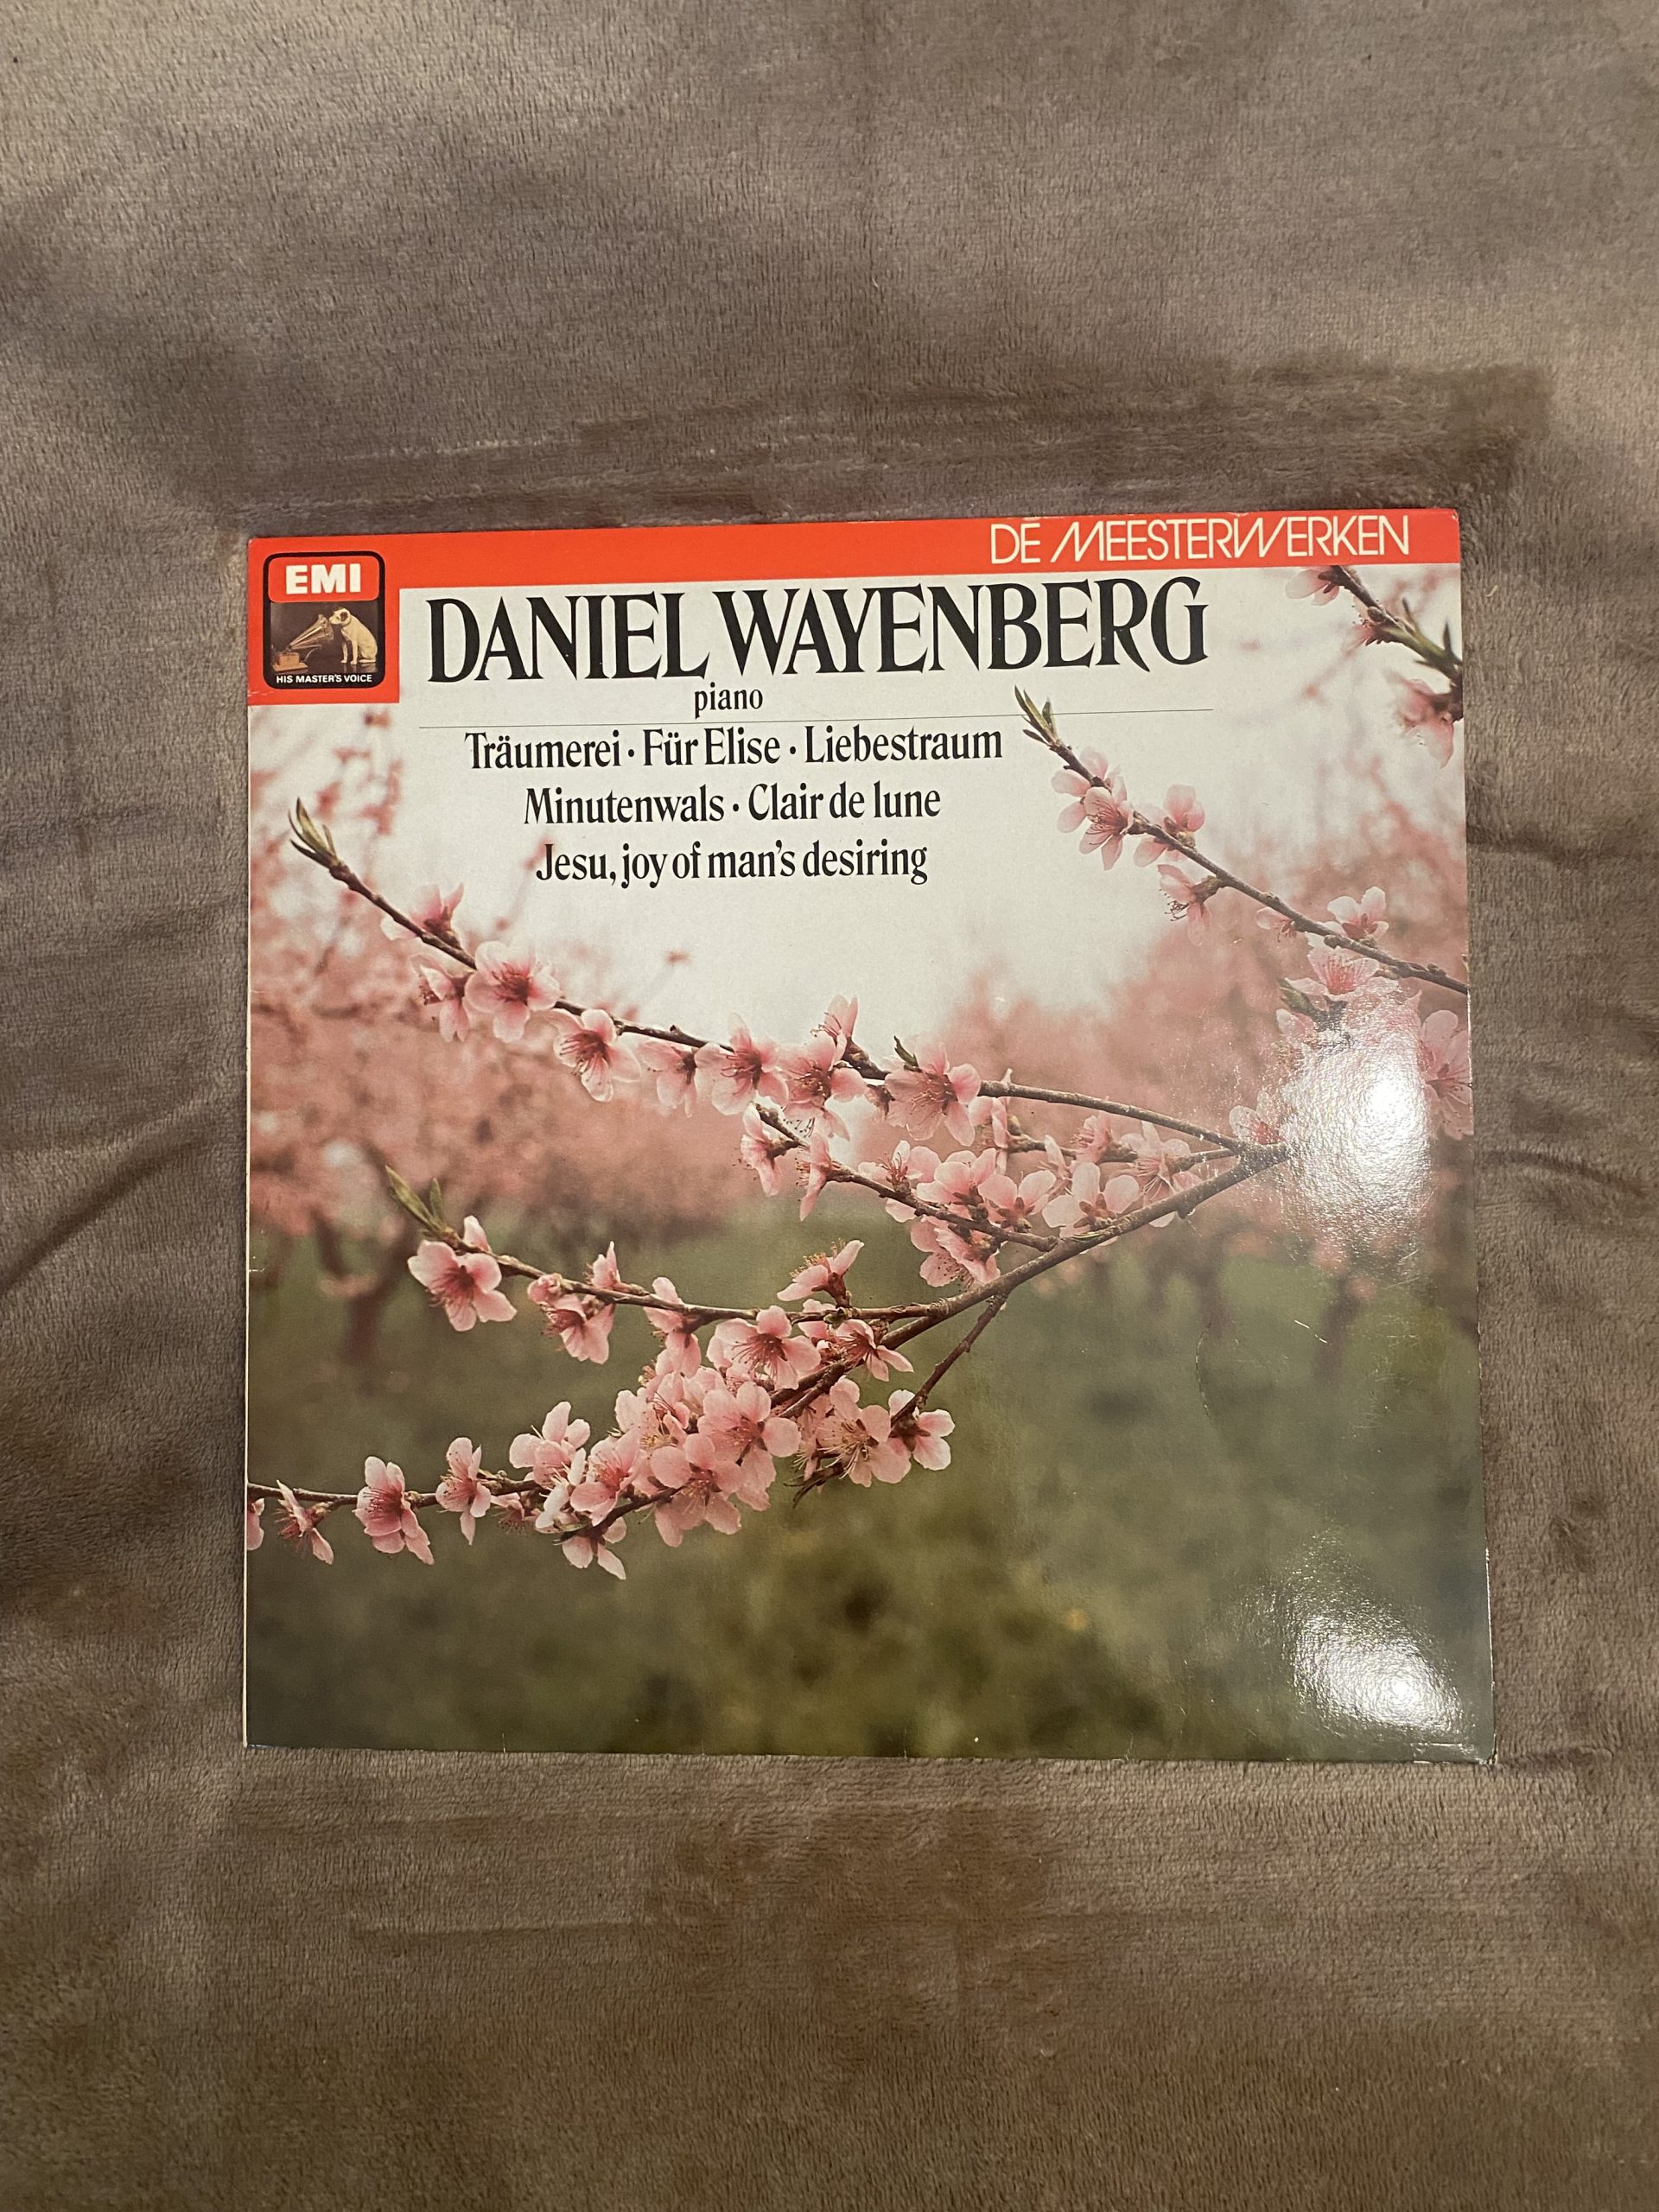 DE MEESTERWERKEN
EMI
HIS MASTER'S VOICE
DANIEL WAYENBERG
piano
Träumerei · Für Elise · Liebestraum
Minutenwals · Clair de lune
Jesu, joy of man's desiring